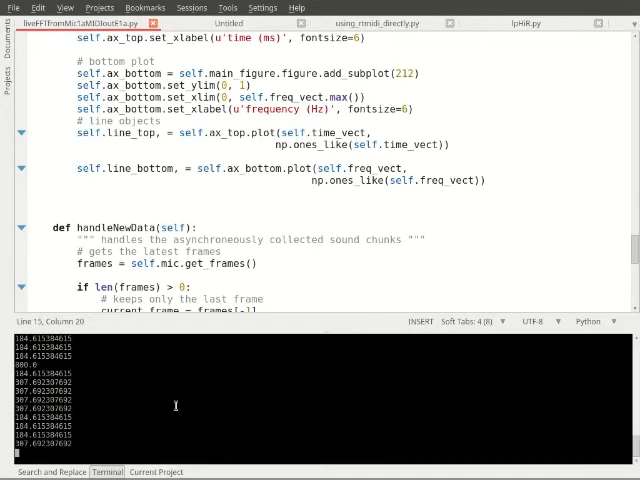 File Edit View Projects Bookmarks Sessions Tools Settings Help
liveFFTfromMic1aMIDIoutE1a.py Untitled using_rtmidi_directly.py lpHiR.py
Documents
Projects
self.ax_top.set_xlabel(u'time (ms)', fontsize=6)
# bottom plot
self.ax_bottom = self.main_figure.figure.add_subplot(212)
self.ax_bottom.set_ylim(0, 1)
self.ax_bottom.set_xlim(0, self.freq_vect.max())
self.ax_bottom.set_xlabel(u'frequency (Hz)', fontsize=6)
# line objects
self.line_top, = self.ax_top.plot(self.time_vect,
np.ones_like(self.time_vect))
self.line_bottom, = self.ax_bottom.plot(self.freq_vect,
np.ones_like(self.freq_vect))
def handleNewData(self):
""" handles the asynchroneously collected sound chunks """
# gets the latest frames
frames = self.mic.get_frames()
if len(frames) > 0:
# keeps only the last frame
current_frame = frames[-1]
Line 15, Column 20 INSERT Soft Tabs: 4 (8) UTF-8 Python
184.615384615
184.615384615
184.615384615
800.0
184.615384615
307.692307692
307.692307692
307.692307692
307.692307692
184.615384615
184.615384615
184.615384615
307.692307692
Search and Replace Terminal Current Project